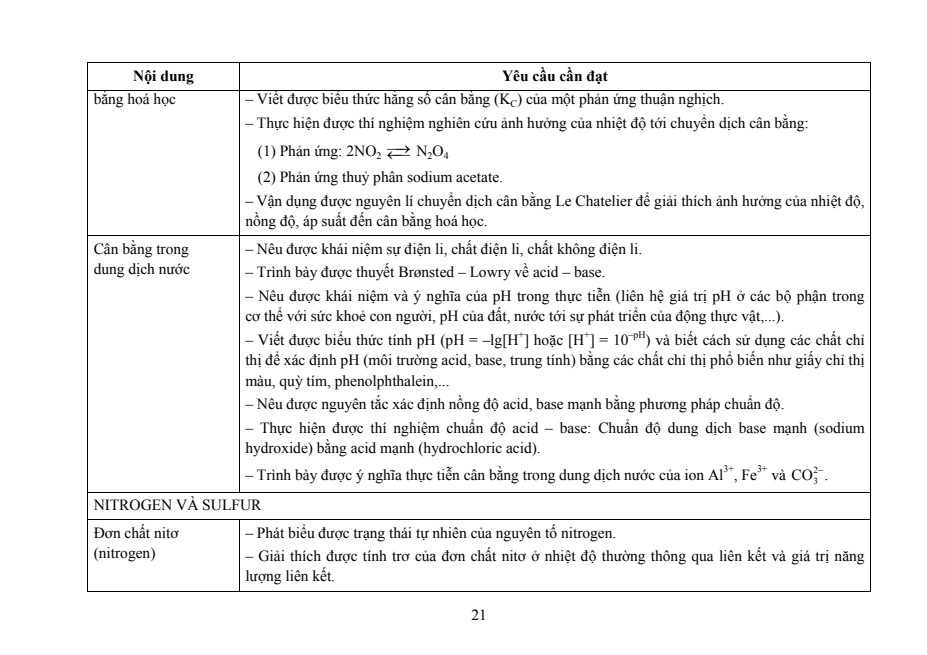 Nội dung Yêu cầu cần đạt
bằng hoá học
– Viết được biểu thức hằng số cân bằng (KC) của một phản ứng thuận nghịch.
– Thực hiện được thí nghiệm nghiên cứu ảnh hưởng của nhiệt độ tới chuyển dịch cân bằng:
(1) Phản ứng: 2NO₂ ⇄ N₂O₄
(2) Phản ứng thuỷ phân sodium acetate.
– Vận dụng được nguyên lí chuyển dịch cân bằng Le Chatelier để giải thích ảnh hưởng của nhiệt độ,
nồng độ, áp suất đến cân bằng hoá học.
Cân bằng trong
dung dịch nước
– Nêu được khái niệm sự điện li, chất điện li, chất không điện li.
– Trình bày được thuyết Brønsted – Lowry về acid – base.
– Nêu được khái niệm và ý nghĩa của pH trong thực tiễn (liên hệ giá trị pH ở các bộ phận trong
cơ thể với sức khoẻ con người, pH của đất, nước tới sự phát triển của động thực vật,...).
– Viết được biểu thức tính pH (pH = –lg[H⁺] hoặc [H⁺] = 10⁻ᵖᴴ) và biết cách sử dụng các chất chỉ
thị để xác định pH (môi trường acid, base, trung tính) bằng các chất chỉ thị phổ biến như giấy chỉ thị
màu, quỳ tím, phenolphthalein,...
– Nêu được nguyên tắc xác định nồng độ acid, base mạnh bằng phương pháp chuẩn độ.
– Thực hiện được thí nghiệm chuẩn độ acid – base: Chuẩn độ dung dịch base mạnh (sodium
hydroxide) bằng acid mạnh (hydrochloric acid).
– Trình bày được ý nghĩa thực tiễn cân bằng trong dung dịch nước của ion Al³⁺, Fe³⁺ và CO₃²⁻.
NITROGEN VÀ SULFUR
Đơn chất nitơ
(nitrogen)
– Phát biểu được trạng thái tự nhiên của nguyên tố nitrogen.
– Giải thích được tính trơ của đơn chất nitơ ở nhiệt độ thường thông qua liên kết và giá trị năng
lượng liên kết.
21